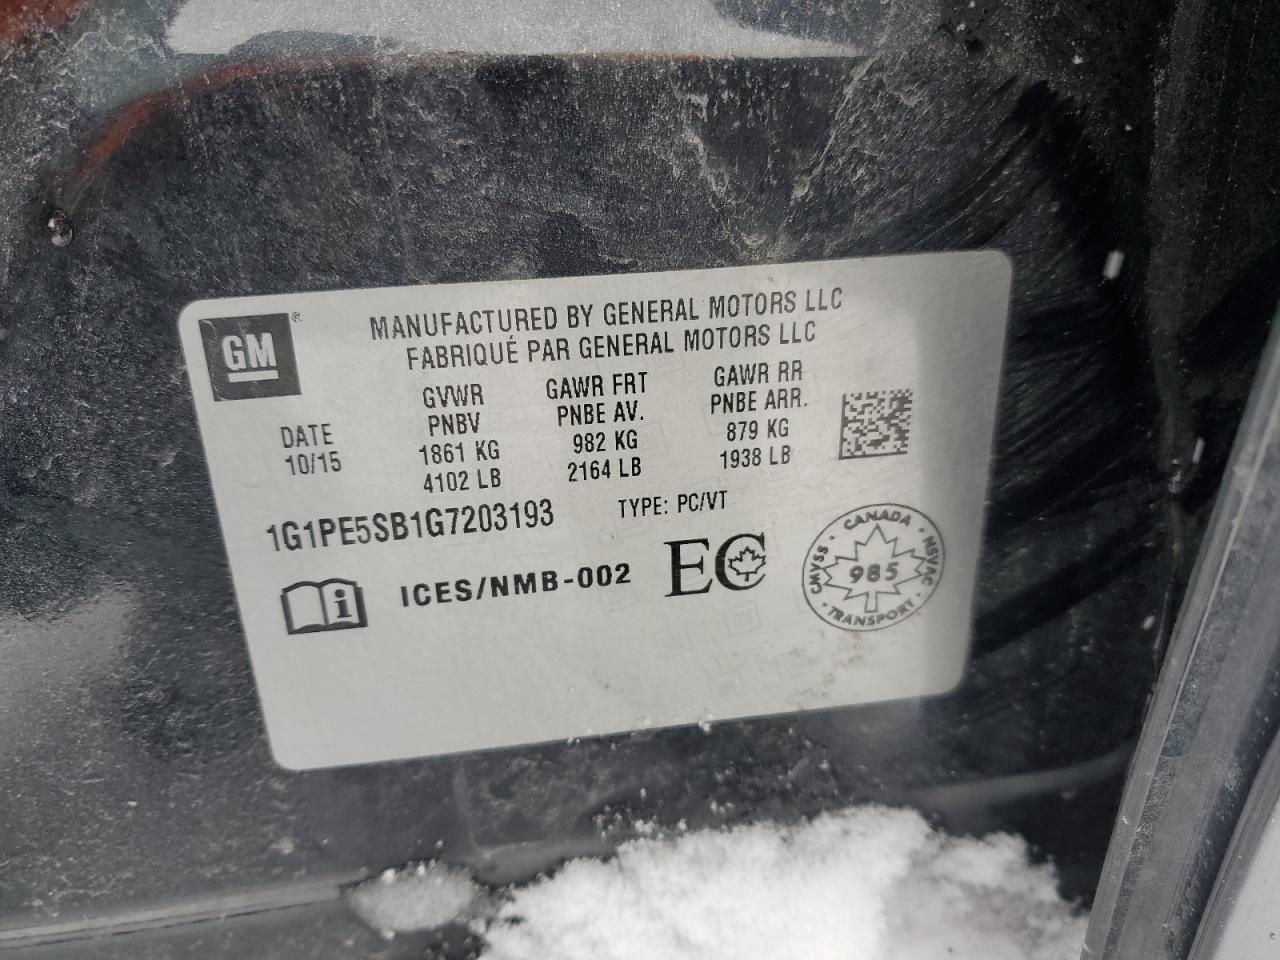 GM ®
MANUFACTURED BY GENERAL MOTORS LLC
FABRIQUÉ PAR GENERAL MOTORS LLC
DATE
10/15
GVWR
PNBV
1861 KG
4102 LB
GAWR FRT
PNBE AV.
982 KG
2164 LB
GAWR RR
PNBE ARR.
879 KG
1938 LB
1G1PE5SB1G7203193 TYPE: PC/VT
i ICES/NMB-002 EC
CANADA
CMVSS · NSVAC
985
TRANSPORT